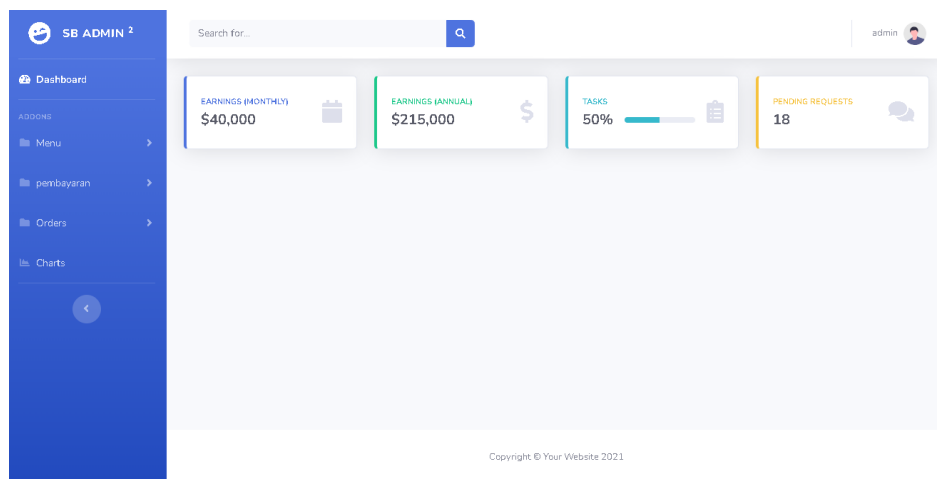 SB ADMIN 2
Search for...
admin
Dashboard
ADDONS
Menu
pembayaran
Orders
Charts
EARNINGS (MONTHLY)
$40,000
EARNINGS (ANNUAL)
$215,000
TASKS
50%
PENDING REQUESTS
18
Copyright © Your Website 2021